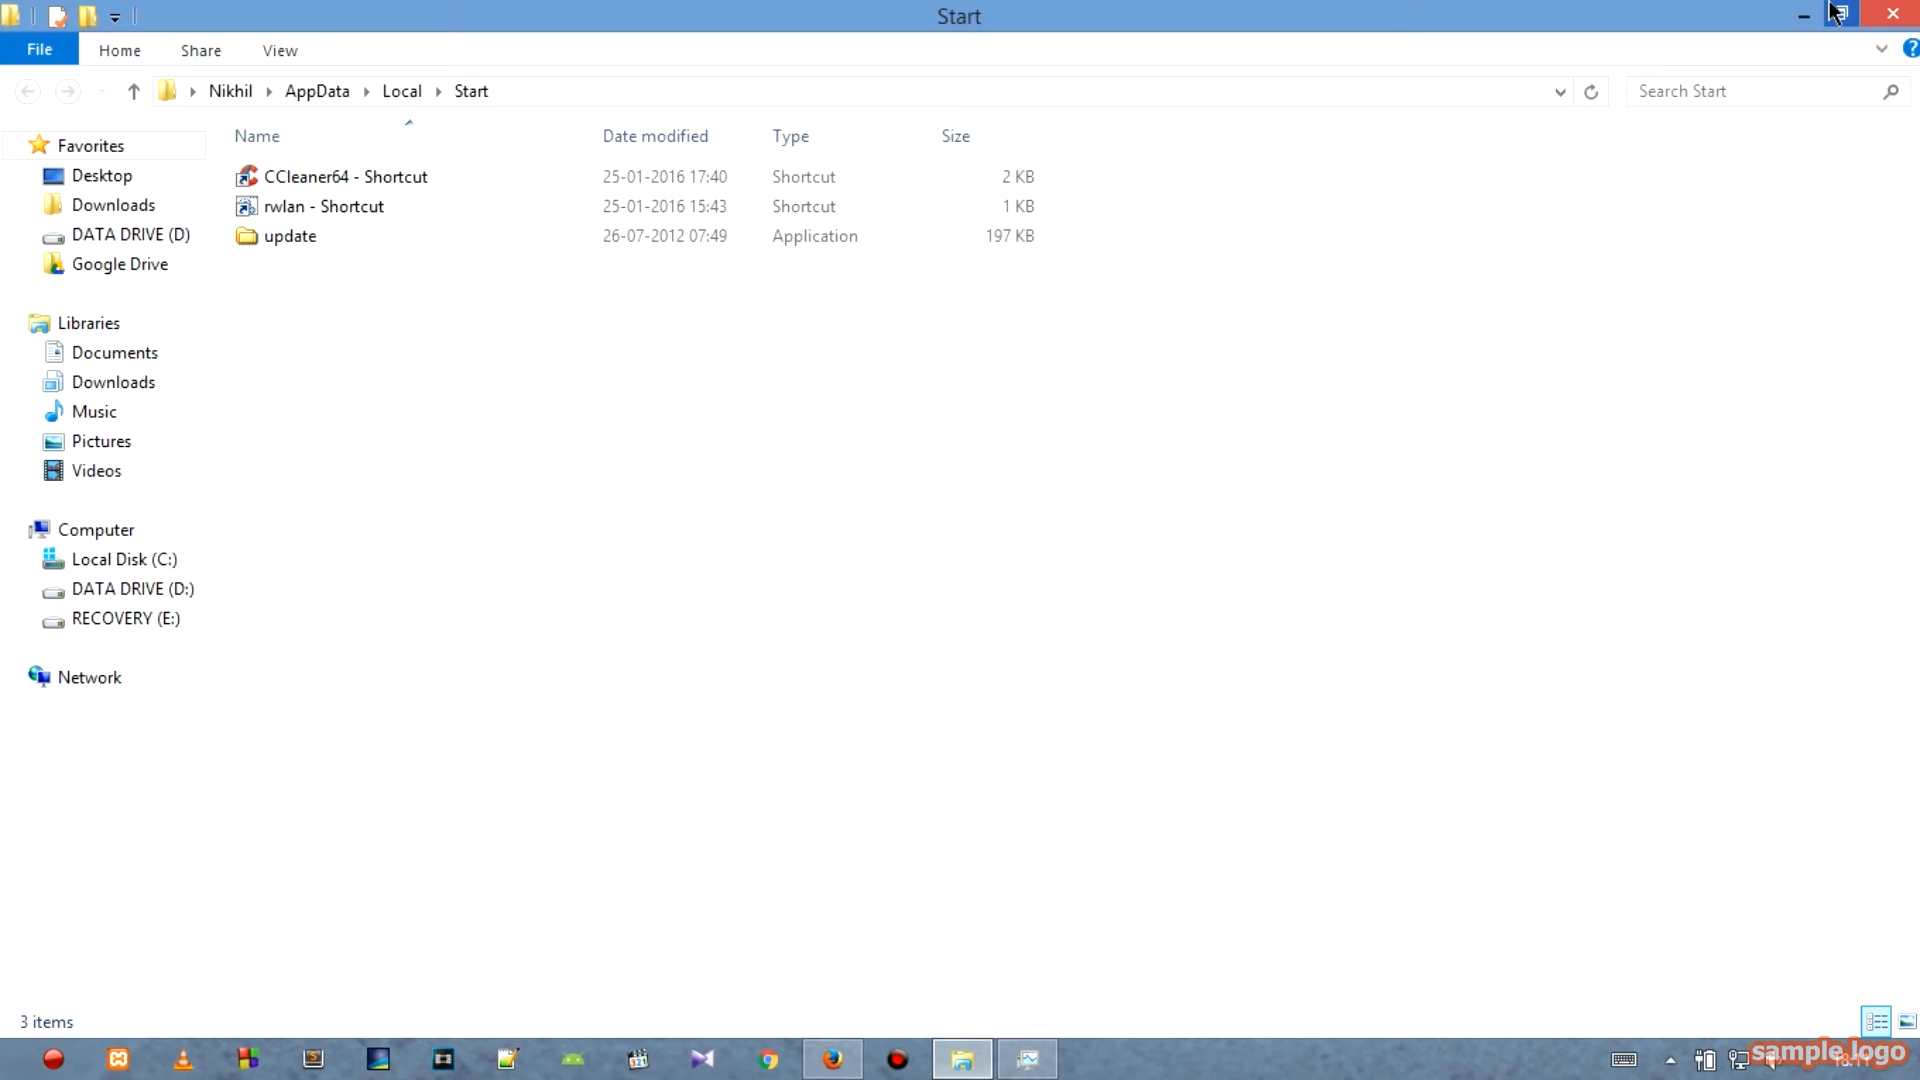 Start
File Home Share View
Nikhil AppData Local Start
Search Start
Name Date modified Type Size
CCleaner64 - Shortcut 25-01-2016 17:40 Shortcut 2 KB
rwlan - Shortcut 25-01-2016 15:43 Shortcut 1 KB
update 26-07-2012 07:49 Application 197 KB
Favorites
Desktop
Downloads
DATA DRIVE (D)
Google Drive
Libraries
Documents
Downloads
Music
Pictures
Videos
Computer
Local Disk (C:)
DATA DRIVE (D:)
RECOVERY (E:)
Network
3 items
sample logo